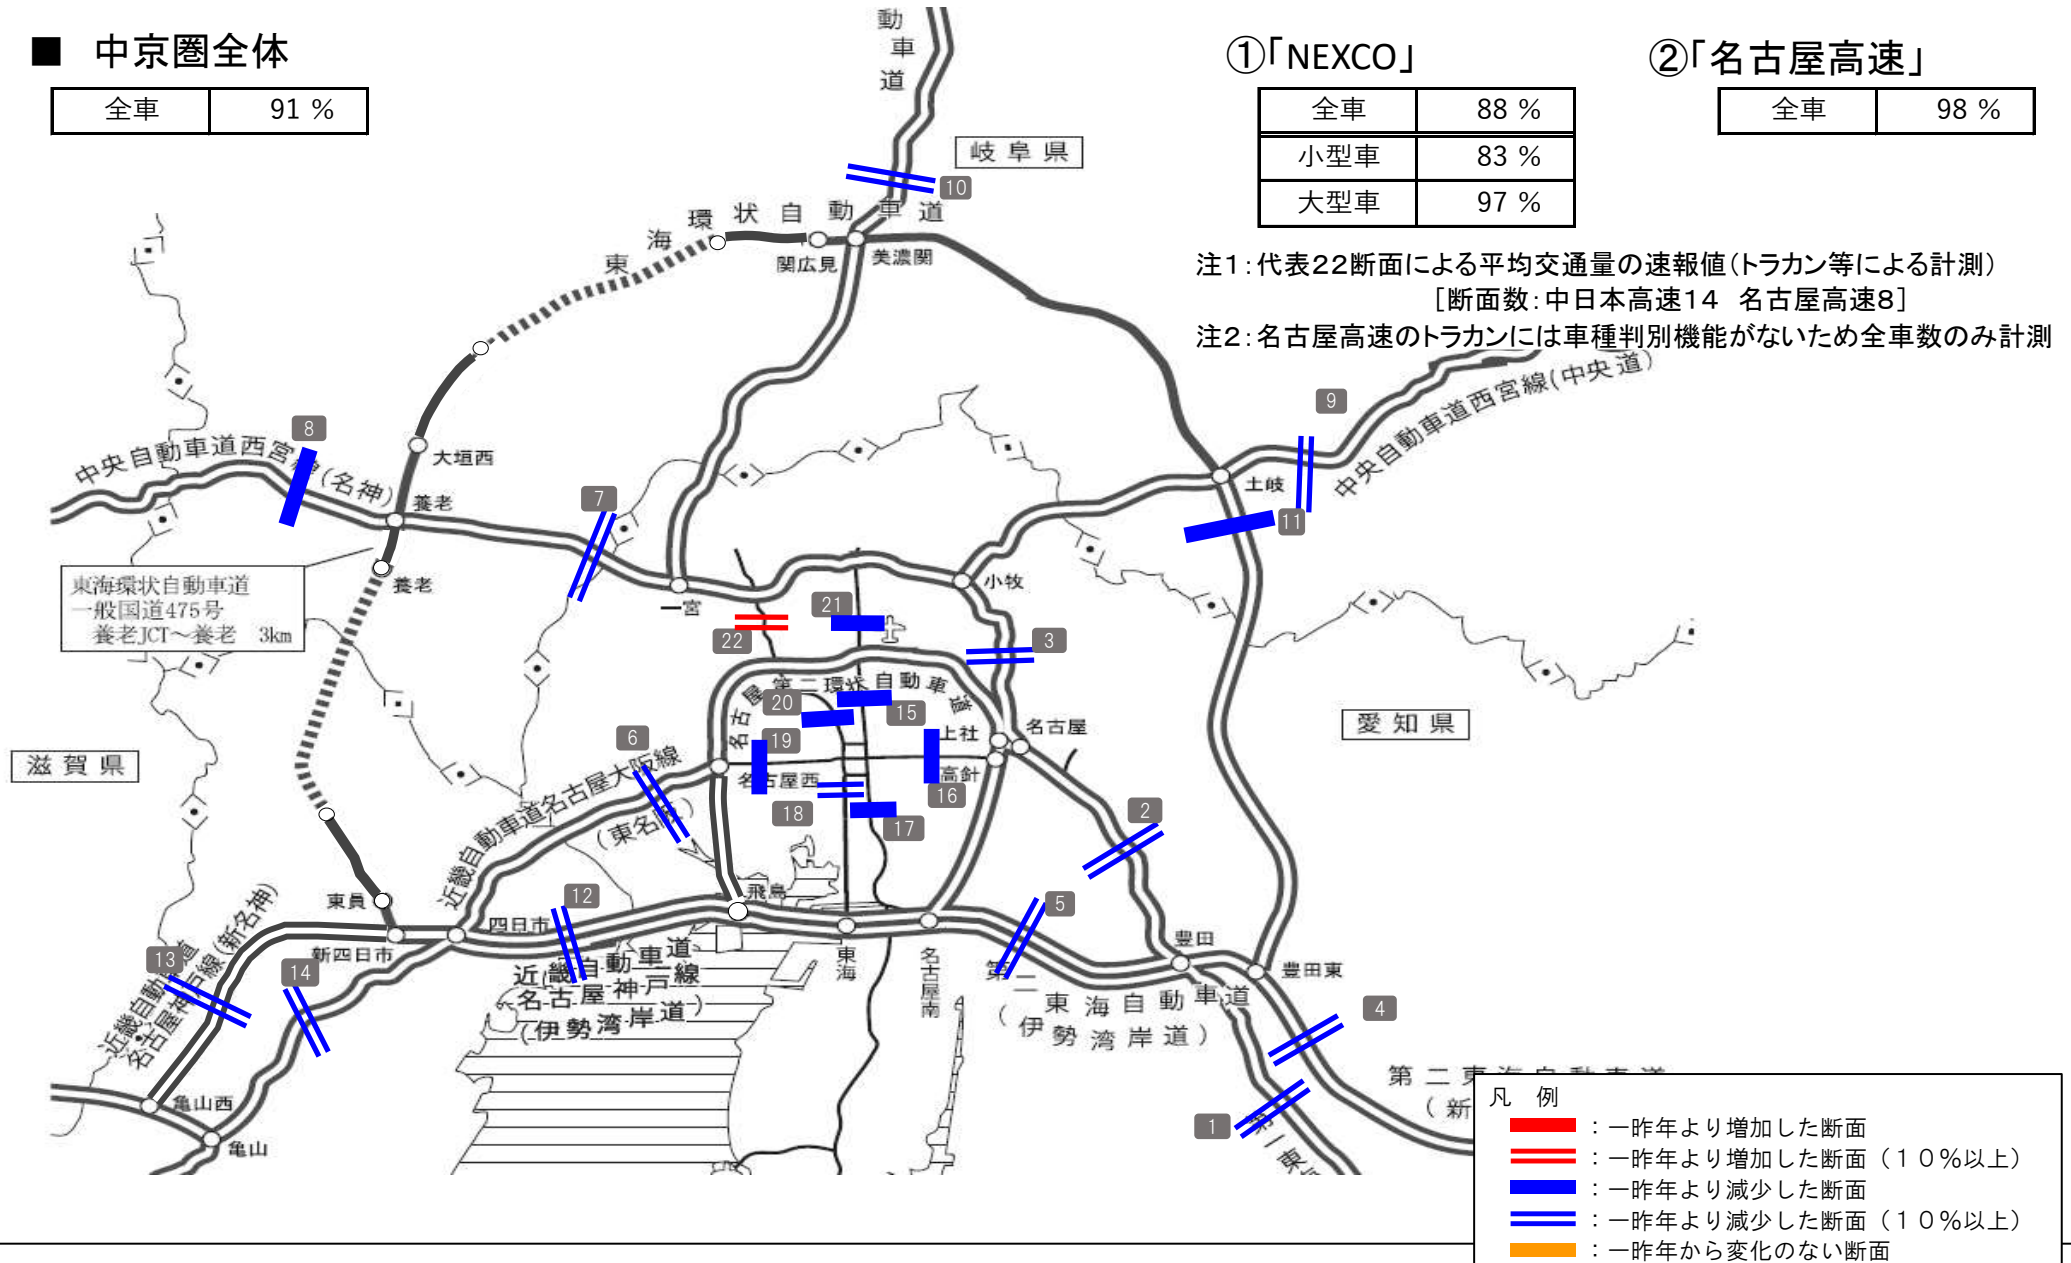 ■ 中京圏全体
全車 91 %
①「NEXCO」
全車 88 %
小型車 83 %
大型車 97 %
②「名古屋高速」
全車 98 %
注1:代表22断面による平均交通量の速報値(トラカン等による計測)
[断面数:中日本高速14 名古屋高速8]
注2:名古屋高速のトラカンには車種判別機能がないため全車数のみ計測
動車道
岐阜県
10
東海環状自動車道
関広見
美濃関
9
中央自動車道西宮線(中央道)
8
中央自動車道西宮線(名神)
大垣西
養老
土岐
7
11
東海環状自動車道
一般国道475号
養老JCT～養老 3km
養老
一宮
小牧
21
22
3
名古屋第二環状自動車道
20
15
上社
名古屋
愛知県
滋賀県
6
19
名古屋西
高針
近畿自動車道名古屋大阪線
(東名阪)
16
18
17
2
飛島
東員
12
5
四日市
新四日市
13
14
近畿自動車道
名古屋神戸線(新名神)
近畿自動車道
名古屋神戸線
(伊勢湾岸道)
東海
名古屋南
豊田
豊田東
第二東海自動車道
(伊勢湾岸道)
4
亀山西
亀山
1
第二東海自動車道
(新
凡 例
:一昨年より増加した断面
:一昨年より増加した断面(10%以上)
:一昨年より減少した断面
:一昨年より減少した断面(10%以上)
:一昨年から変化のない断面